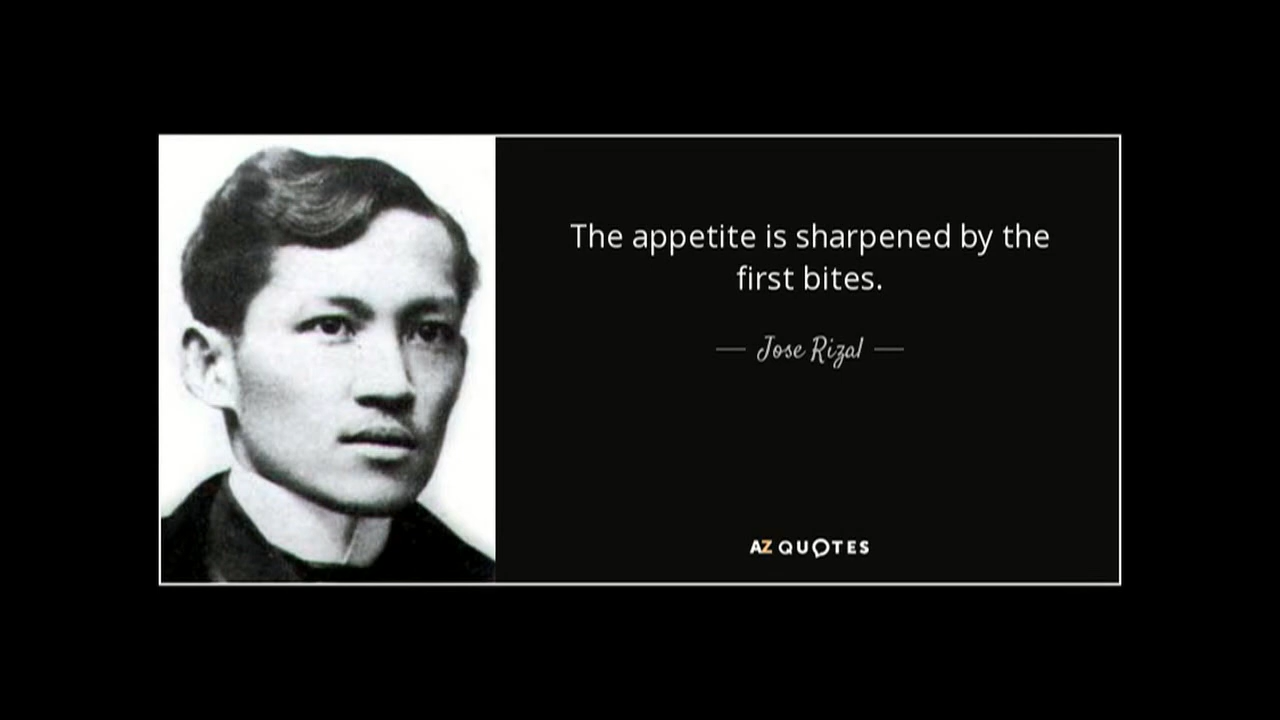 The appetite is sharpened by the
first bites.
Jose Rizal
AZ QUOTES